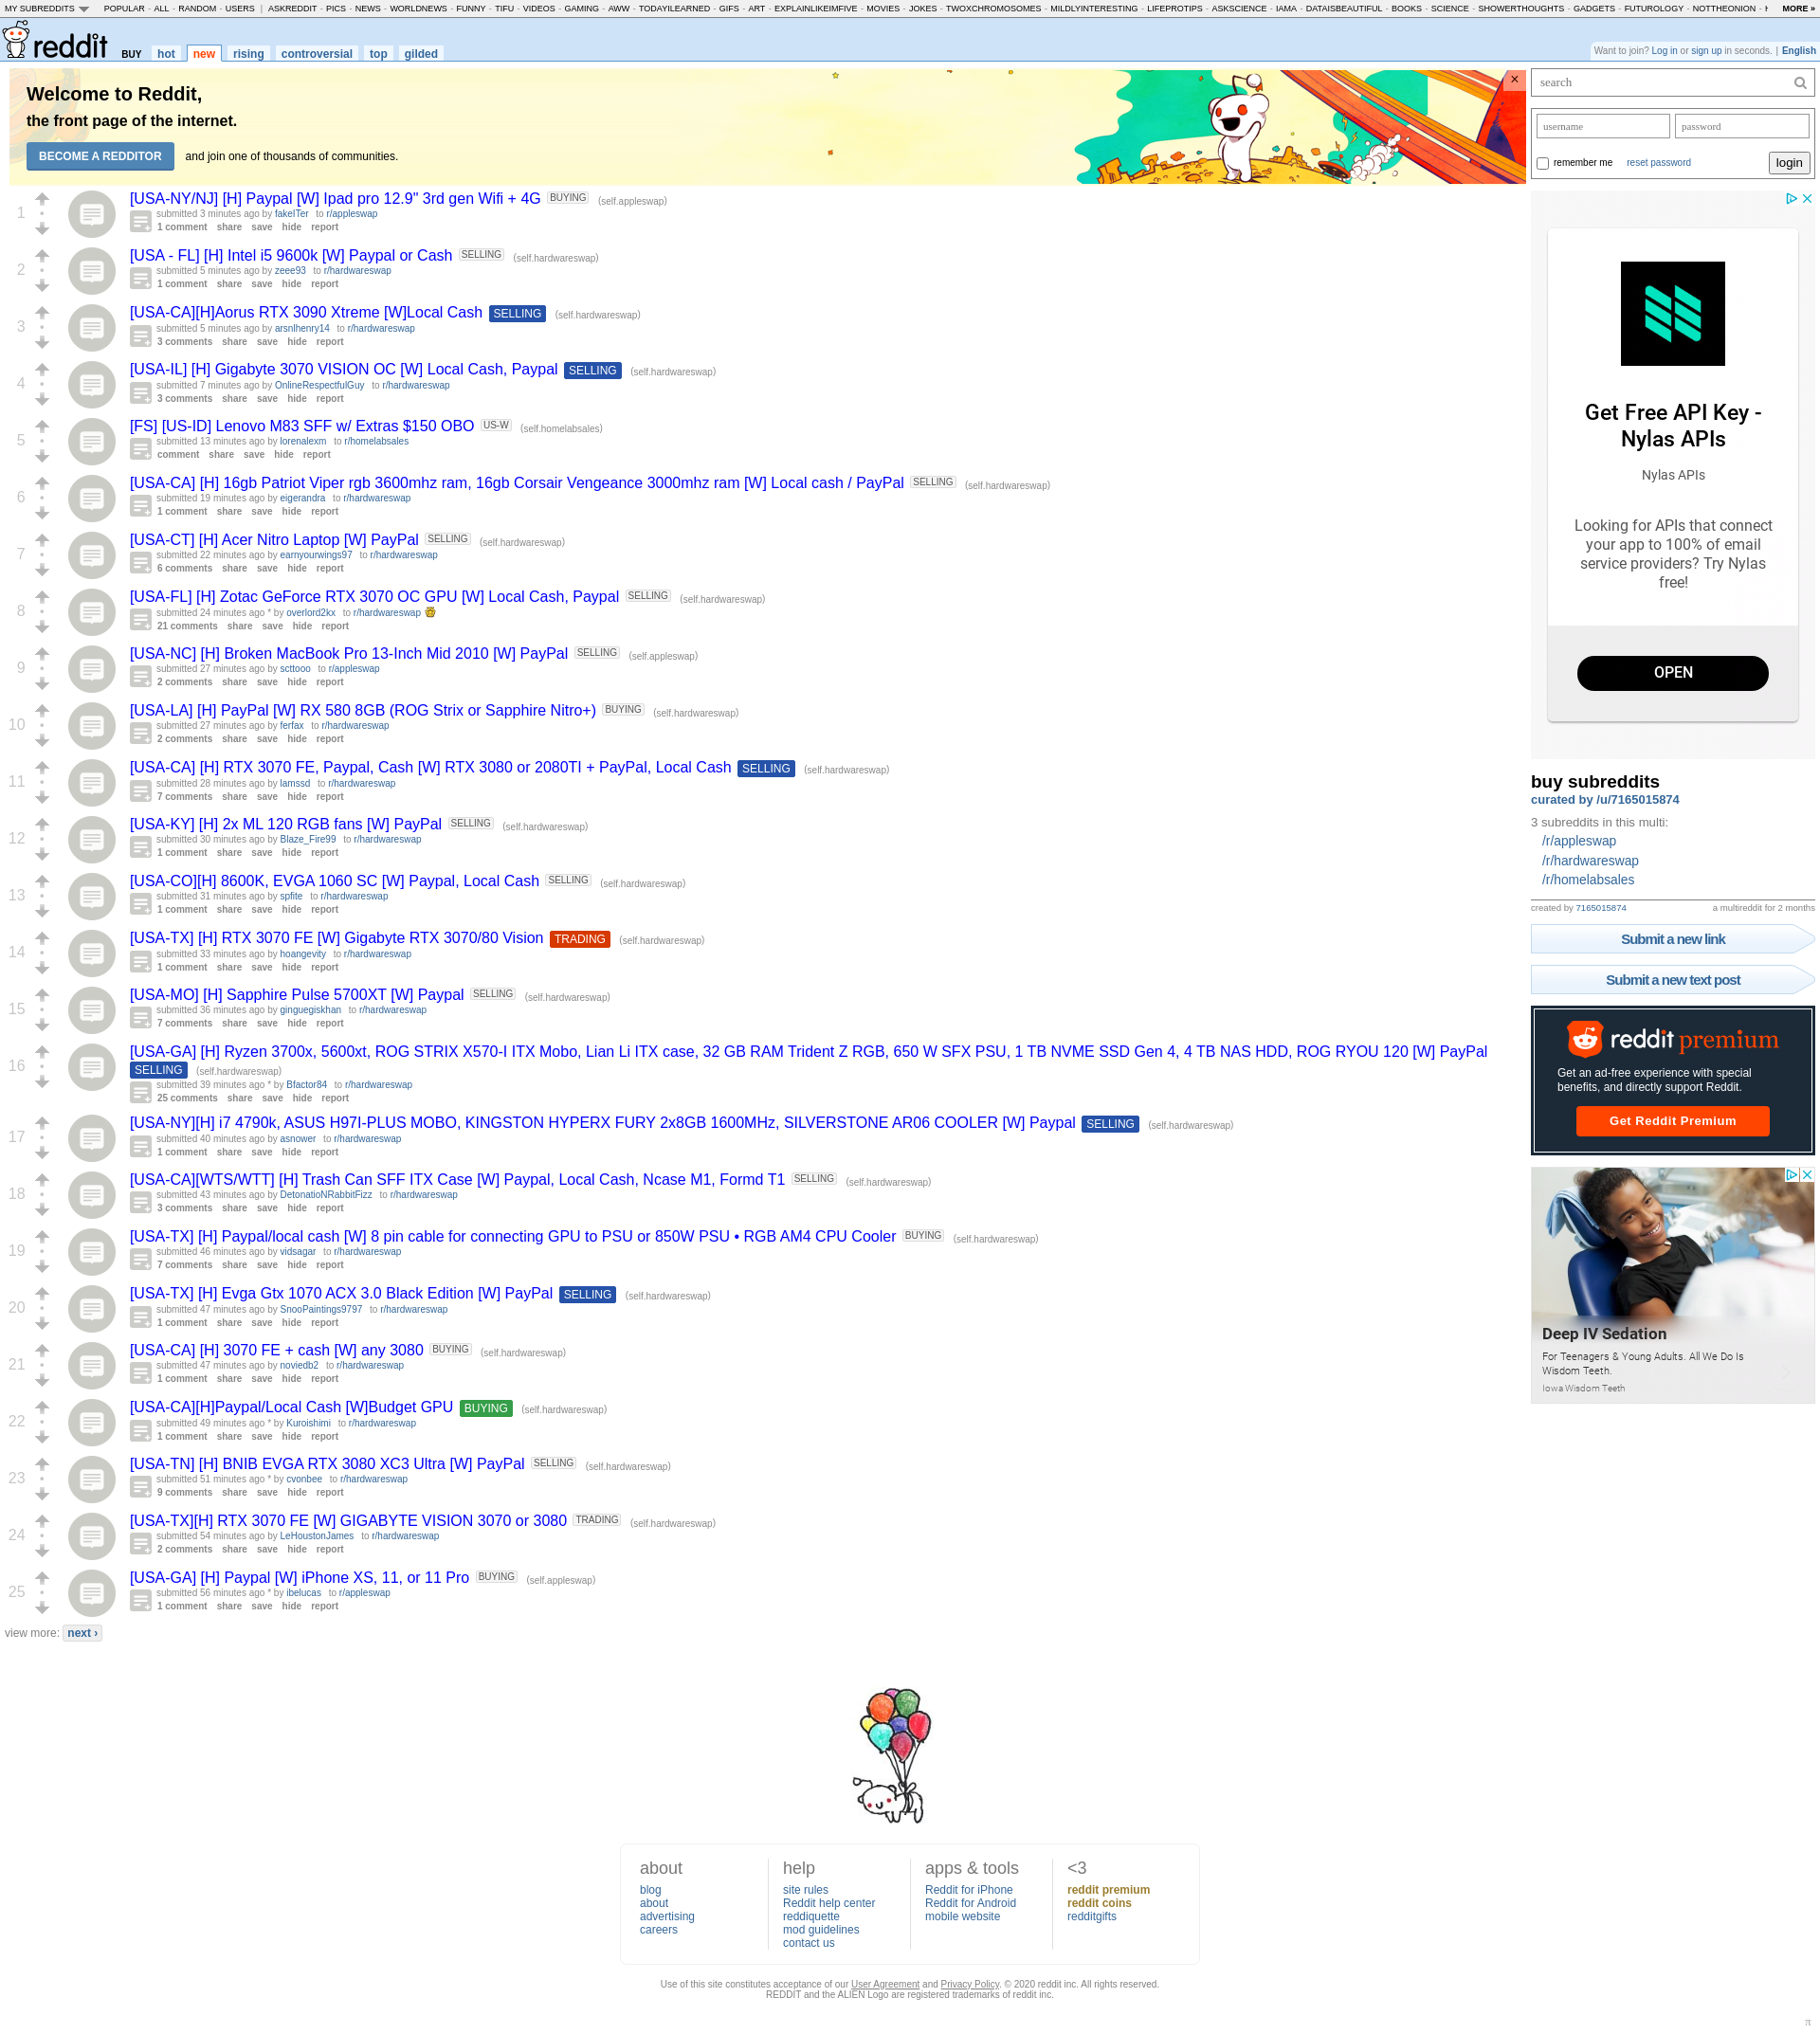 MY SUBREDDITS POPULAR - ALL - RANDOM - USERS | ASKREDDIT - PICS - NEWS - WORLDNEWS - FUNNY - TIFU - VIDEOS - GAMING - AWW - TODAYILEARNED - GIFS - ART - EXPLAINLIKEIMFIVE - MOVIES - JOKES - TWOXCHROMOSOMES - MILDLYINTERESTING - LIFEPROTIPS - ASKSCIENCE - IAMA - DATAISBEAUTIFUL - BOOKS - SCIENCE - SHOWERTHOUGHTS - GADGETS - FUTUROLOGY - NOTTHEONION - MORE »
reddit BUY hot new rising controversial top gilded
Want to join? Log in or sign up in seconds. | English
Welcome to Reddit,
the front page of the internet.
BECOME A REDDITOR and join one of thousands of communities.
1
[USA-NY/NJ] [H] Paypal [W] Ipad pro 12.9" 3rd gen Wifi + 4G BUYING (self.appleswap)
submitted 3 minutes ago by fakeITer to r/appleswap
1 comment share save hide report
2
[USA - FL] [H] Intel i5 9600k [W] Paypal or Cash SELLING (self.hardwareswap)
submitted 5 minutes ago by zeee93 to r/hardwareswap
1 comment share save hide report
3
[USA-CA][H]Aorus RTX 3090 Xtreme [W]Local Cash SELLING (self.hardwareswap)
submitted 5 minutes ago by arsnlhenry14 to r/hardwareswap
3 comments share save hide report
4
[USA-IL] [H] Gigabyte 3070 VISION OC [W] Local Cash, Paypal SELLING (self.hardwareswap)
submitted 7 minutes ago by OnlineRespectfulGuy to r/hardwareswap
3 comments share save hide report
5
[FS] [US-ID] Lenovo M83 SFF w/ Extras $150 OBO US-W (self.homelabsales)
submitted 13 minutes ago by lorenalexm to r/homelabsales
comment share save hide report
6
[USA-CA] [H] 16gb Patriot Viper rgb 3600mhz ram, 16gb Corsair Vengeance 3000mhz ram [W] Local cash / PayPal SELLING (self.hardwareswap)
submitted 19 minutes ago by eigerandra to r/hardwareswap
1 comment share save hide report
7
[USA-CT] [H] Acer Nitro Laptop [W] PayPal SELLING (self.hardwareswap)
submitted 22 minutes ago by earnyourwings97 to r/hardwareswap
6 comments share save hide report
8
[USA-FL] [H] Zotac GeForce RTX 3070 OC GPU [W] Local Cash, Paypal SELLING (self.hardwareswap)
submitted 24 minutes ago * by overlord2kx to r/hardwareswap
21 comments share save hide report
9
[USA-NC] [H] Broken MacBook Pro 13-Inch Mid 2010 [W] PayPal SELLING (self.appleswap)
submitted 27 minutes ago by scttooo to r/appleswap
2 comments share save hide report
10
[USA-LA] [H] PayPal [W] RX 580 8GB (ROG Strix or Sapphire Nitro+) BUYING (self.hardwareswap)
submitted 27 minutes ago by ferfax to r/hardwareswap
2 comments share save hide report
11
[USA-CA] [H] RTX 3070 FE, Paypal, Cash [W] RTX 3080 or 2080TI + PayPal, Local Cash SELLING (self.hardwareswap)
submitted 28 minutes ago by lamssd to r/hardwareswap
7 comments share save hide report
12
[USA-KY] [H] 2x ML 120 RGB fans [W] PayPal SELLING (self.hardwareswap)
submitted 30 minutes ago by Blaze_Fire99 to r/hardwareswap
1 comment share save hide report
13
[USA-CO][H] 8600K, EVGA 1060 SC [W] Paypal, Local Cash SELLING (self.hardwareswap)
submitted 31 minutes ago by spfite to r/hardwareswap
1 comment share save hide report
14
[USA-TX] [H] RTX 3070 FE [W] Gigabyte RTX 3070/80 Vision TRADING (self.hardwareswap)
submitted 33 minutes ago by hoangevity to r/hardwareswap
1 comment share save hide report
15
[USA-MO] [H] Sapphire Pulse 5700XT [W] Paypal SELLING (self.hardwareswap)
submitted 36 minutes ago by ginguegiskhan to r/hardwareswap
7 comments share save hide report
16
[USA-GA] [H] Ryzen 3700x, 5600xt, ROG STRIX X570-I ITX Mobo, Lian Li ITX case, 32 GB RAM Trident Z RGB, 650 W SFX PSU, 1 TB NVME SSD Gen 4, 4 TB NAS HDD, ROG RYOU 120 [W] PayPal
SELLING (self.hardwareswap)
submitted 39 minutes ago * by Bfactor84 to r/hardwareswap
25 comments share save hide report
17
[USA-NY][H] i7 4790k, ASUS H97I-PLUS MOBO, KINGSTON HYPERX FURY 2x8GB 1600MHz, SILVERSTONE AR06 COOLER [W] Paypal SELLING (self.hardwareswap)
submitted 40 minutes ago by asnower to r/hardwareswap
1 comment share save hide report
18
[USA-CA][WTS/WTT] [H] Trash Can SFF ITX Case [W] Paypal, Local Cash, Ncase M1, Formd T1 SELLING (self.hardwareswap)
submitted 43 minutes ago by DetonatioNRabbitFizz to r/hardwareswap
3 comments share save hide report
19
[USA-TX] [H] Paypal/local cash [W] 8 pin cable for connecting GPU to PSU or 850W PSU • RGB AM4 CPU Cooler BUYING (self.hardwareswap)
submitted 46 minutes ago by vidsagar to r/hardwareswap
7 comments share save hide report
20
[USA-TX] [H] Evga Gtx 1070 ACX 3.0 Black Edition [W] PayPal SELLING (self.hardwareswap)
submitted 47 minutes ago by SnooPaintings9797 to r/hardwareswap
1 comment share save hide report
21
[USA-CA] [H] 3070 FE + cash [W] any 3080 BUYING (self.hardwareswap)
submitted 47 minutes ago by noviedb2 to r/hardwareswap
1 comment share save hide report
22
[USA-CA][H]Paypal/Local Cash [W]Budget GPU BUYING (self.hardwareswap)
submitted 49 minutes ago * by Kuroishimi to r/hardwareswap
1 comment share save hide report
23
[USA-TN] [H] BNIB EVGA RTX 3080 XC3 Ultra [W] PayPal SELLING (self.hardwareswap)
submitted 51 minutes ago * by cvonbee to r/hardwareswap
9 comments share save hide report
24
[USA-TX][H] RTX 3070 FE [W] GIGABYTE VISION 3070 or 3080 TRADING (self.hardwareswap)
submitted 54 minutes ago by LeHoustonJames to r/hardwareswap
2 comments share save hide report
25
[USA-GA] [H] Paypal [W] iPhone XS, 11, or 11 Pro BUYING (self.appleswap)
submitted 56 minutes ago * by ibelucas to r/appleswap
1 comment share save hide report
view more: next ›
search
username password
remember me reset password login
Get Free API Key -
Nylas APIs
Nylas APIs
Looking for APIs that connect
your app to 100% of email
service providers? Try Nylas
free!
OPEN
buy subreddits
curated by /u/7165015874
3 subreddits in this multi:
/r/appleswap
/r/hardwareswap
/r/homelabsales
created by 7165015874 a multireddit for 2 months
Submit a new link
Submit a new text post
reddit premium
Get an ad-free experience with special
benefits, and directly support Reddit.
Get Reddit Premium
Deep IV Sedation
For Teenagers & Young Adults. All We Do Is
Wisdom Teeth.
Iowa Wisdom Teeth
about
blog
about
advertising
careers
help
site rules
Reddit help center
reddiquette
mod guidelines
contact us
apps & tools
Reddit for iPhone
Reddit for Android
mobile website
<3
reddit premium
reddit coins
redditgifts
Use of this site constitutes acceptance of our User Agreement and Privacy Policy. © 2020 reddit inc. All rights reserved.
REDDIT and the ALIEN Logo are registered trademarks of reddit inc.
π